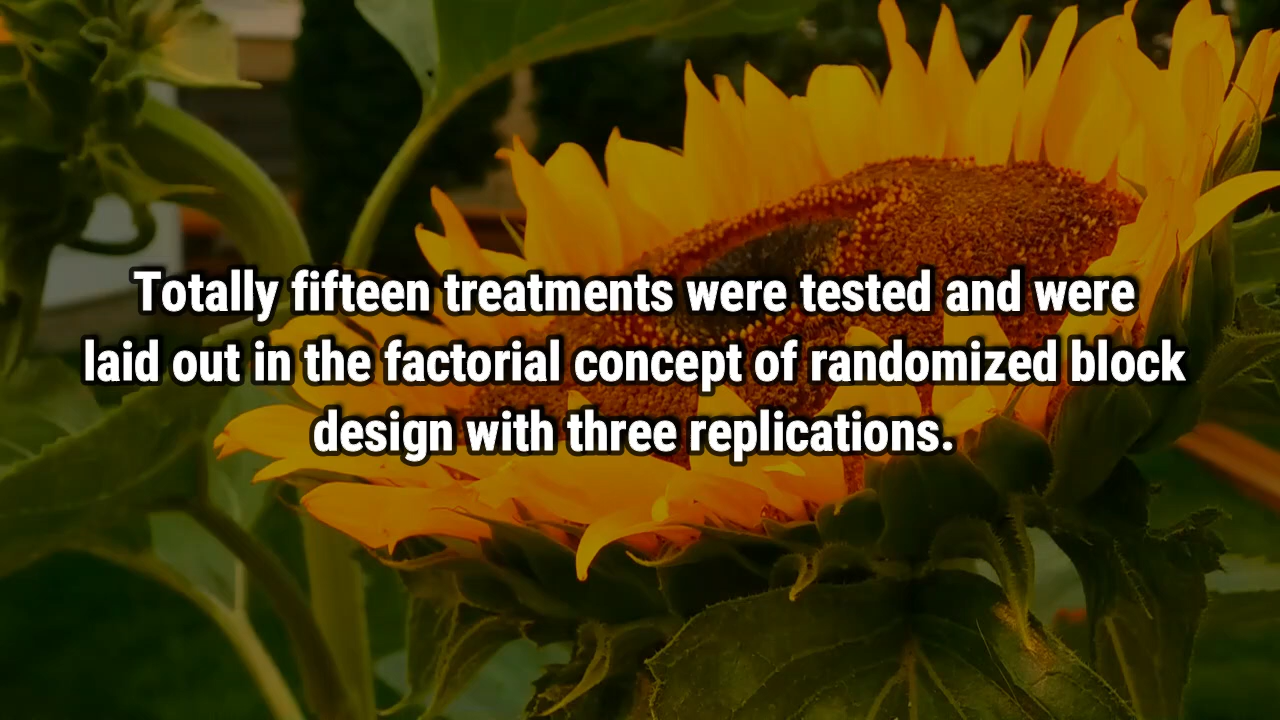 Totally fifteen treatments were tested and were
laid out in the factorial concept of randomized block
design with three replications.